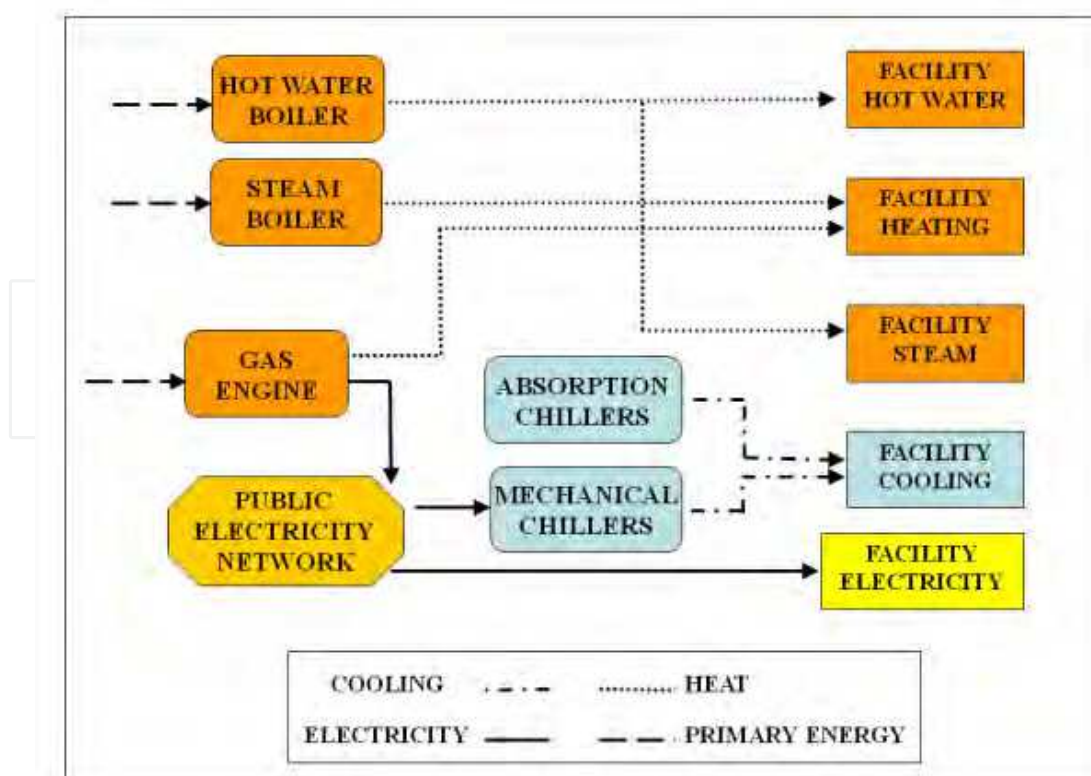 HOT WATER
BOILER
FACILITY
HOT WATER
STEAM
BOILER
FACILITY
HEATING
GAS
ENGINE
FACILITY
STEAM
ABSORPTION
CHILLERS
FACILITY
COOLING
PUBLIC
ELECTRICITY
NETWORK
MECHANICAL
CHILLERS
FACILITY
ELECTRICITY
COOLING
HEAT
ELECTRICITY
PRIMARY ENERGY